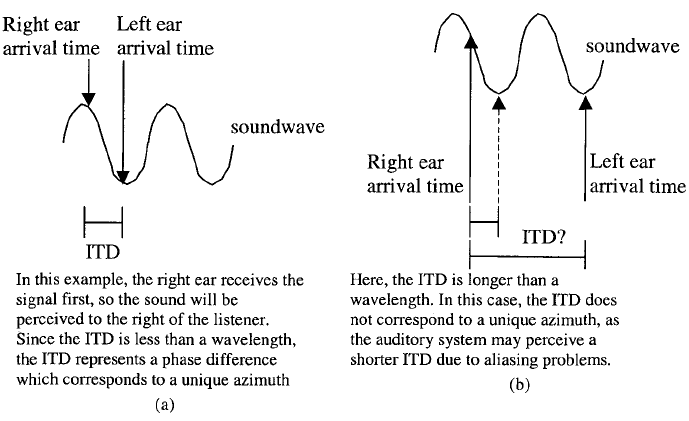 Right ear
arrival time
Left ear
arrival time
soundwave
ITD
In this example, the right ear receives the
signal first, so the sound will be
perceived to the right of the listener.
Since the ITD is less than a wavelength,
the ITD represents a phase difference
which corresponds to a unique azimuth
(a)
soundwave
Right ear
arrival time
Left ear
arrival time
ITD?
Here, the ITD is longer than a
wavelength. In this case, the ITD does
not correspond to a unique azimuth, as
the auditory system may perceive a
shorter ITD due to aliasing problems.
(b)